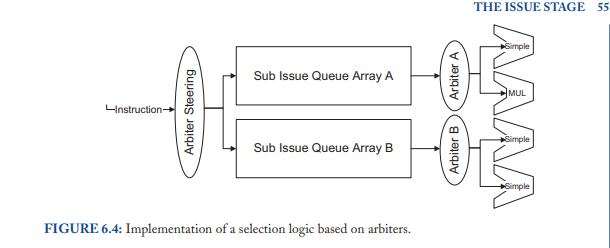 THE ISSUE STAGE 55
Simple
Sub Issue Queue Array A
Arbiter A
MUL
Instruction
Arbiter Steering
Sub Issue Queue Array B
Arbiter B
Simple
Simple
FIGURE 6.4: Implementation of a selection logic based on arbiters.